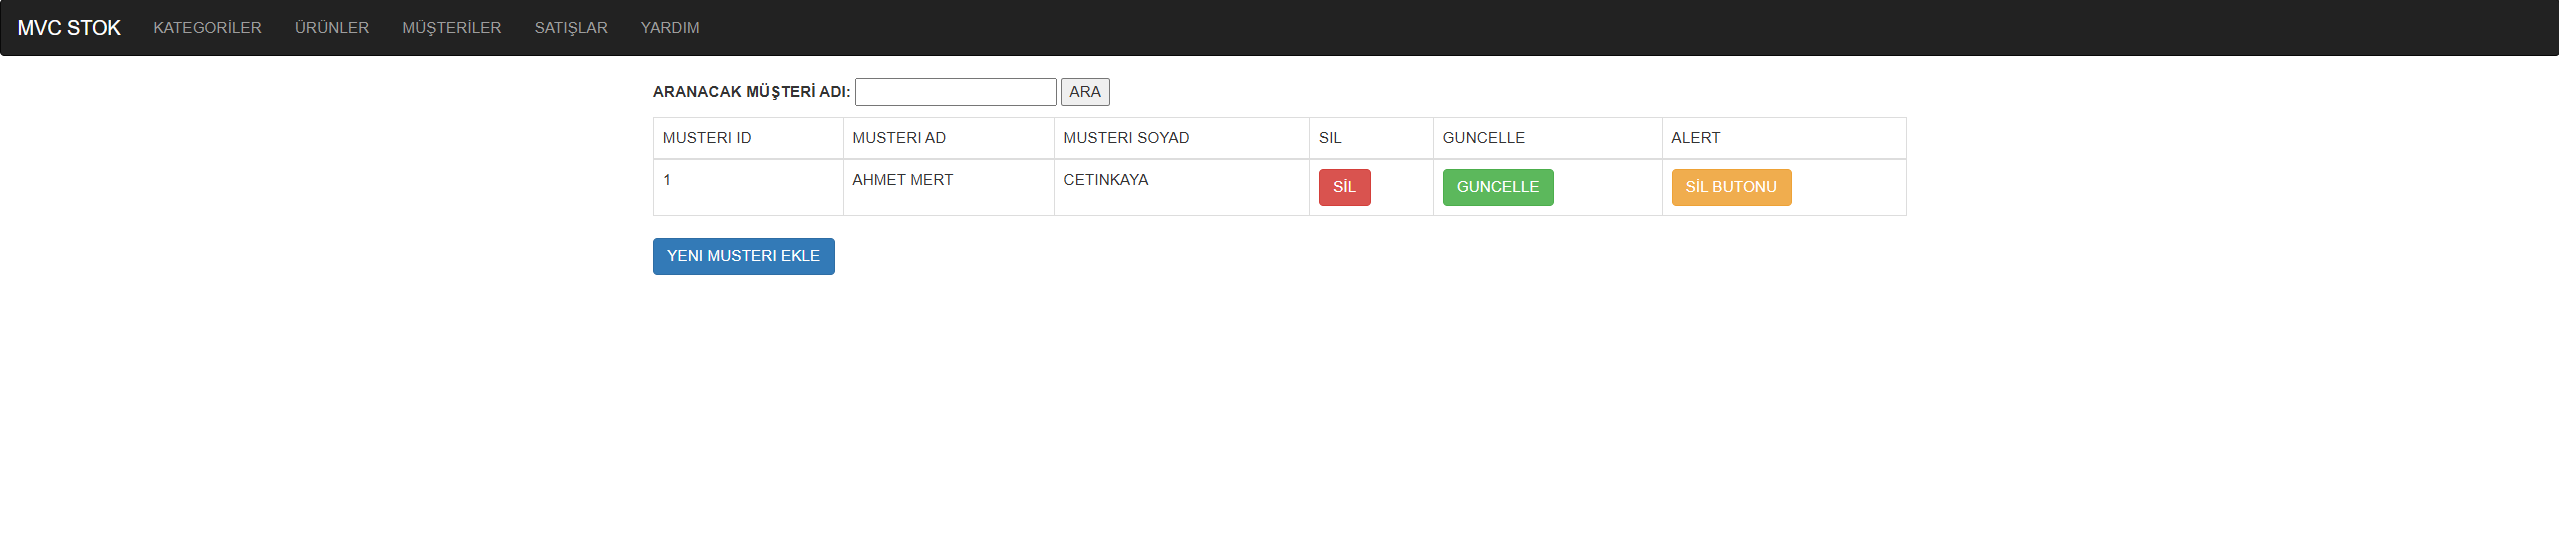 MVC STOK KATEGORİLER ÜRÜNLER MÜŞTERİLER SATIŞLAR YARDIM
ARANACAK MÜŞTERİ ADI: ARA
MUSTERI ID MUSTERI AD MUSTERI SOYAD SIL GUNCELLE ALERT
1 AHMET MERT CETINKAYA SİL GUNCELLE SİL BUTONU
YENI MUSTERI EKLE